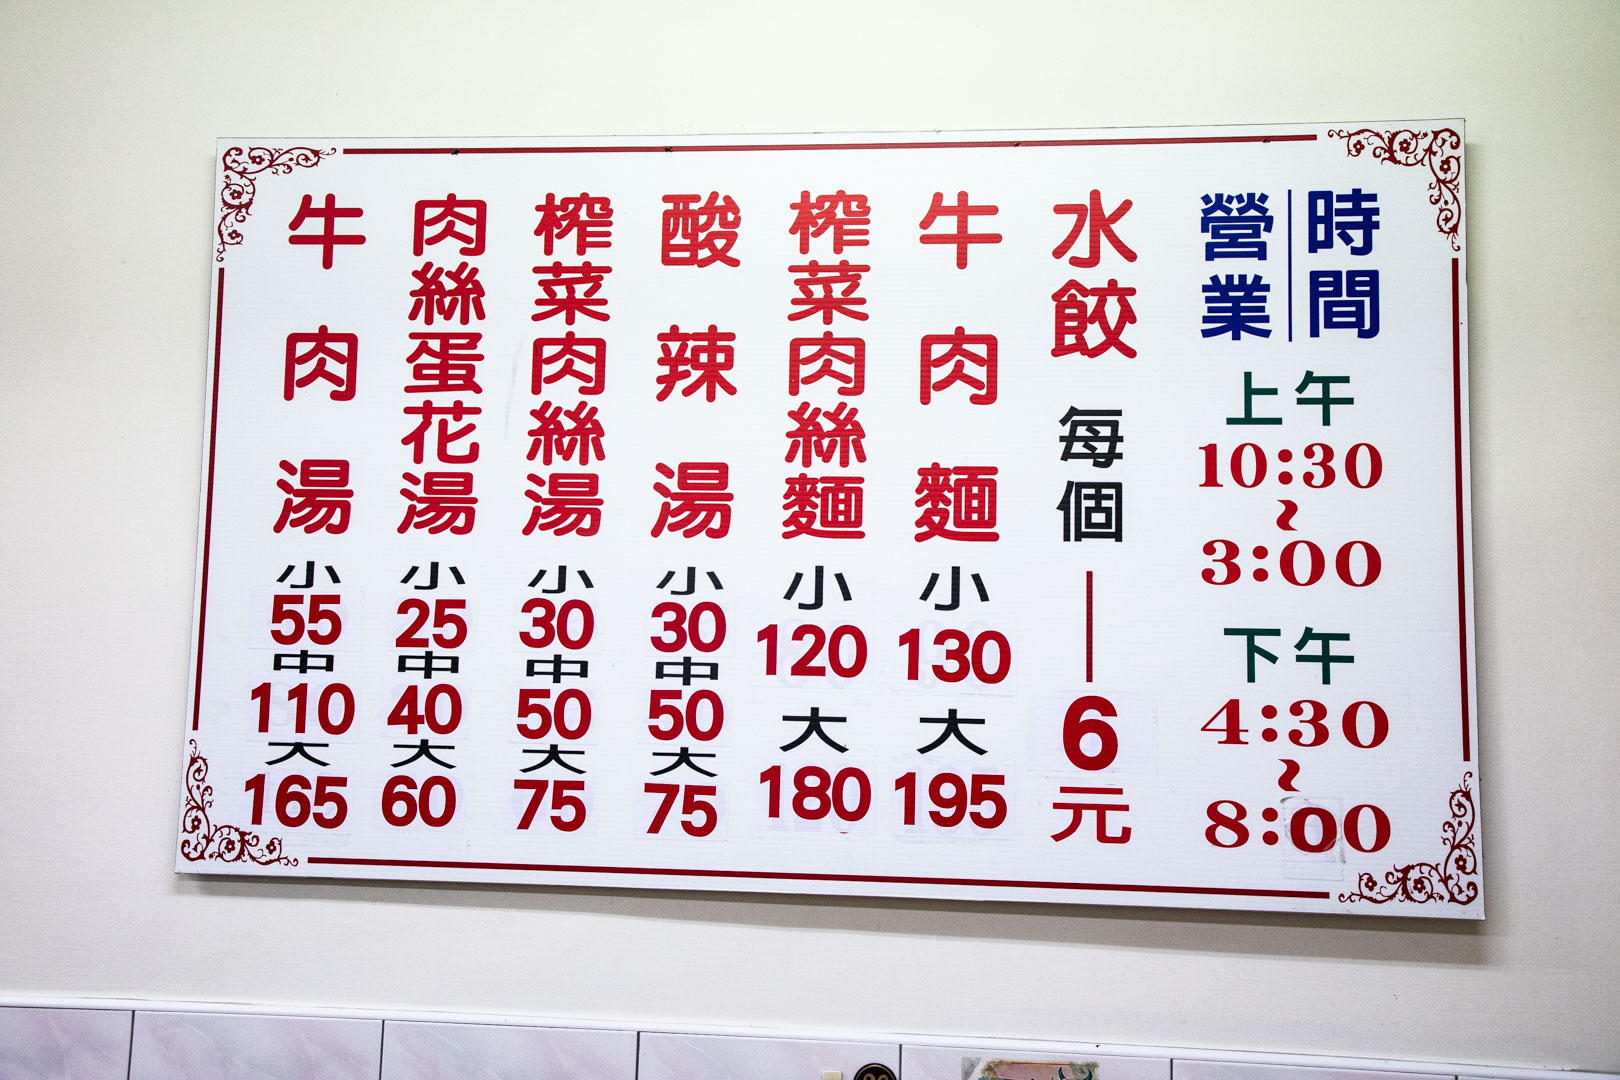 營業時間
上午
10:30
~
3:00
下午
4:30
~
8:00
水餃 每個 — 6 元
牛肉麵 小 130 大 195
榨菜肉絲麵 小 120 大 180
酸辣湯 小 30 中 50 大 75
榨菜肉絲湯 小 30 中 50 大 75
肉絲蛋花湯 小 25 中 40 大 60
牛肉湯 小 55 中 110 大 165